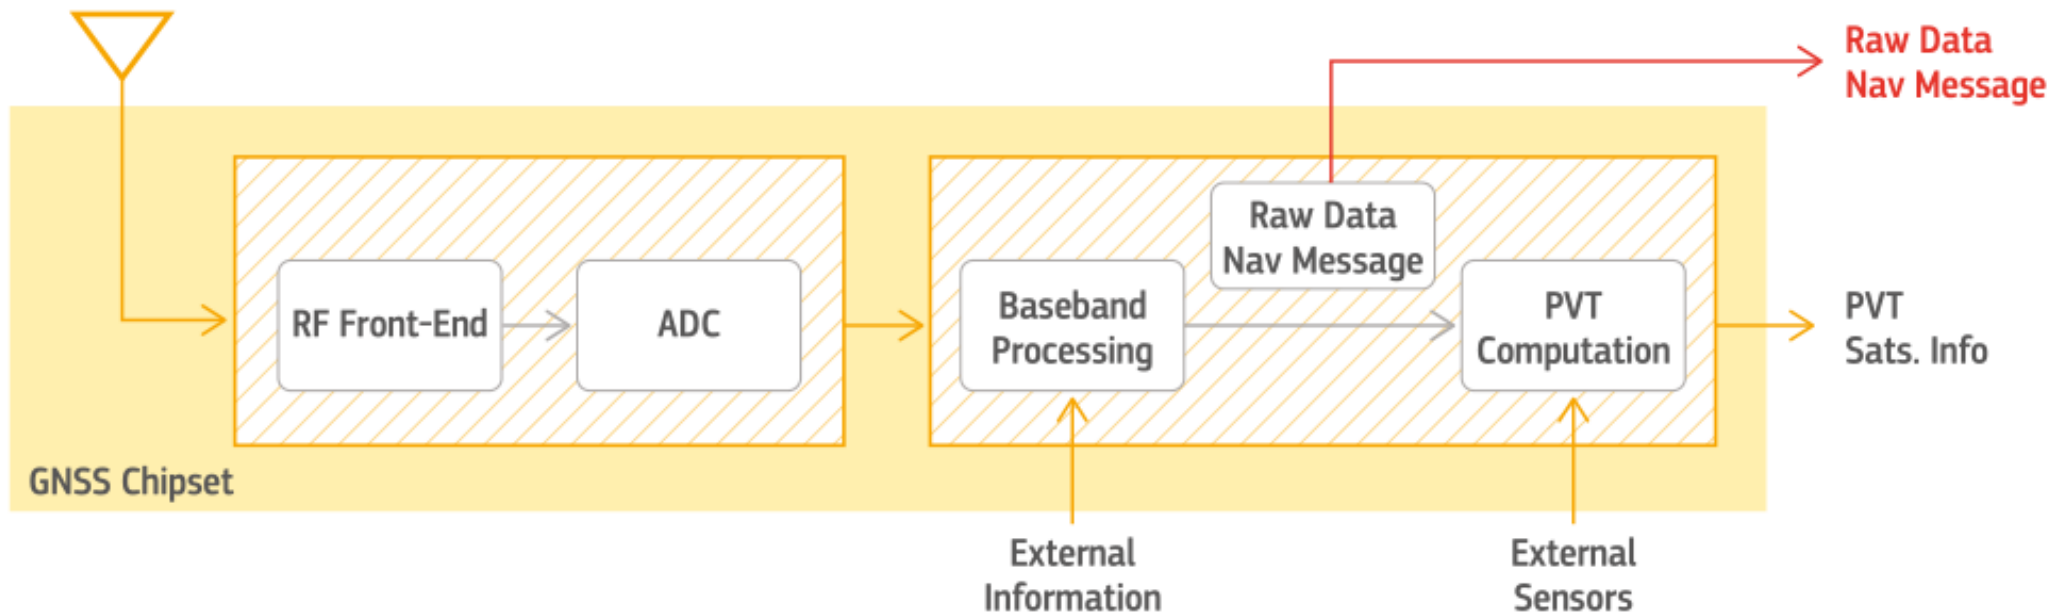 Raw Data
Nav Message
Raw Data
Nav Message
RF Front-End
ADC
Baseband
Processing
PVT
Computation
PVT
Sats. Info
GNSS Chipset
External
Information
External
Sensors